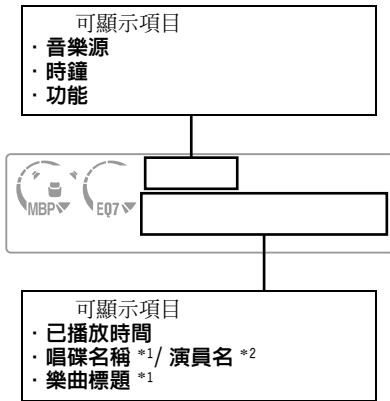 可顯示項目
· 音樂源
· 時鐘
· 功能
MBP EQ7
可顯示項目
· 已播放時間
· 唱碟名稱 *1/ 演員名 *2
· 樂曲標題 *1